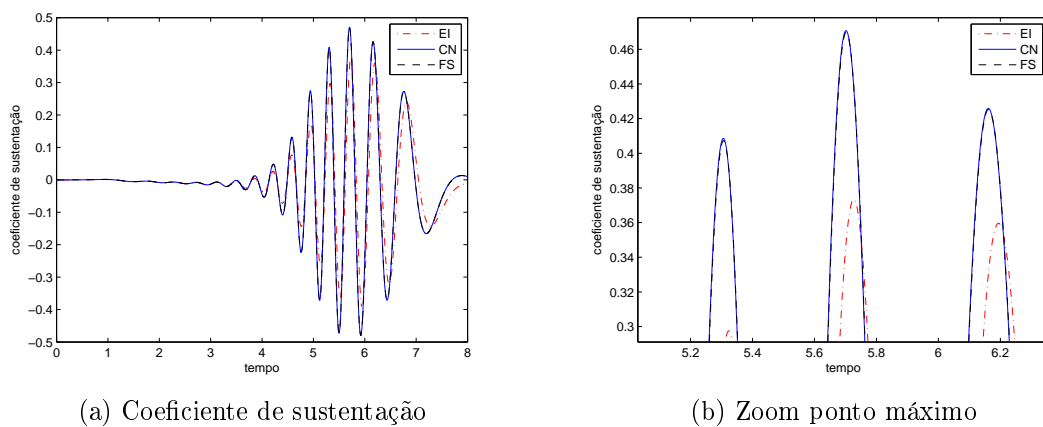 0.5
0.4
0.3
0.2
0.1
0
−0.1
−0.2
−0.3
−0.4
−0.5
coeficiente de sustentação
0 1 2 3 4 5 6 7 8
tempo
EI
CN
FS
(a) Coeficiente de sustentação
0.46
0.44
0.42
0.4
0.38
0.36
0.34
0.32
0.3
coeficiente de sustentação
5.2 5.4 5.6 5.8 6 6.2
tempo
EI
CN
FS
(b) Zoom ponto máximo